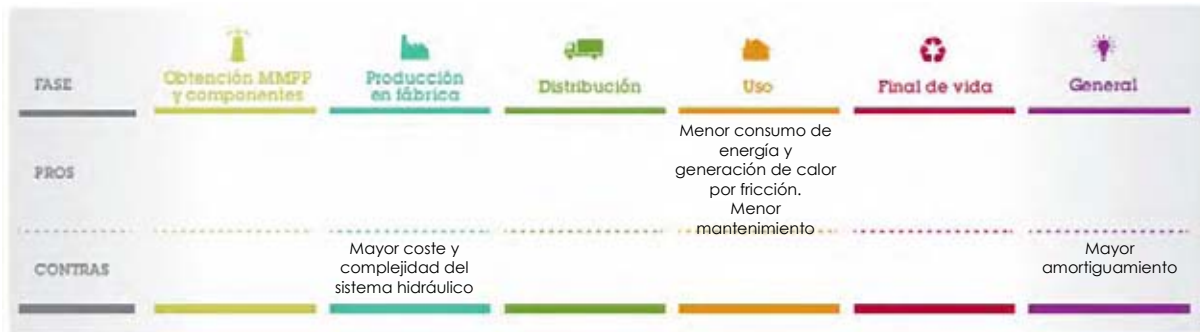 FASE
Obtención MMPP
y componentes
Producción
en fábrica
Distribución
Uso
Final de vida
General
PROS
Menor consumo de
energía y
generación de calor
por fricción.
Menor
mantenimiento
CONTRAS
Mayor coste y
complejidad del
sistema hidráulico
Mayor
amortiguamiento